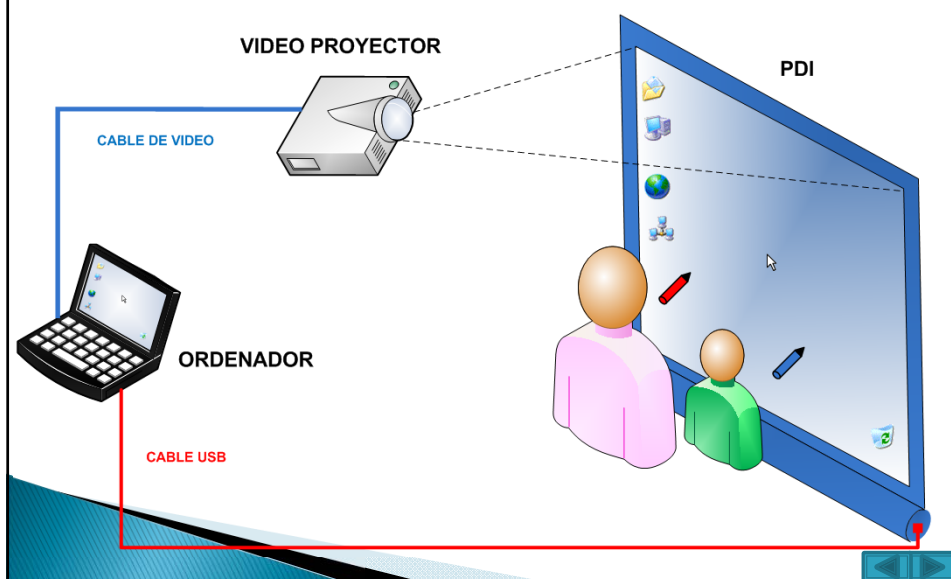 VIDEO PROYECTOR
PDI
CABLE DE VIDEO
ORDENADOR
CABLE USB